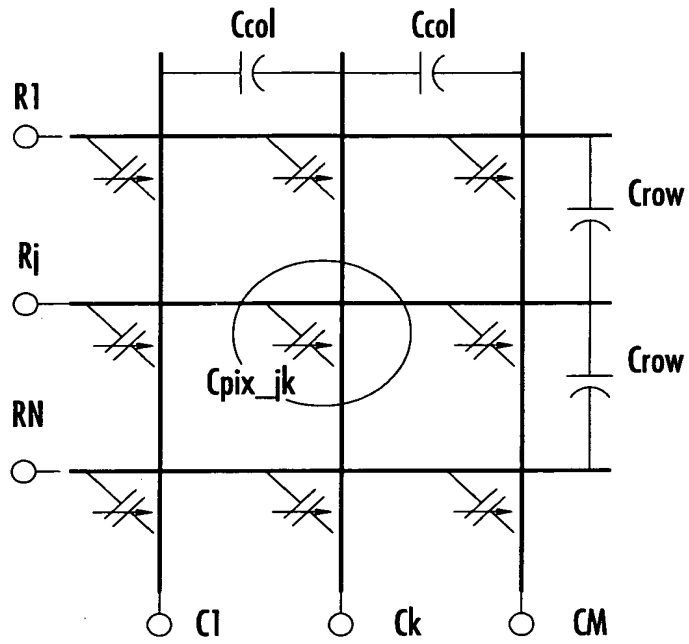 Ccol Ccol
R1
Crow
Rj
Crow
Cpix_jk
RN
C1 Ck CM